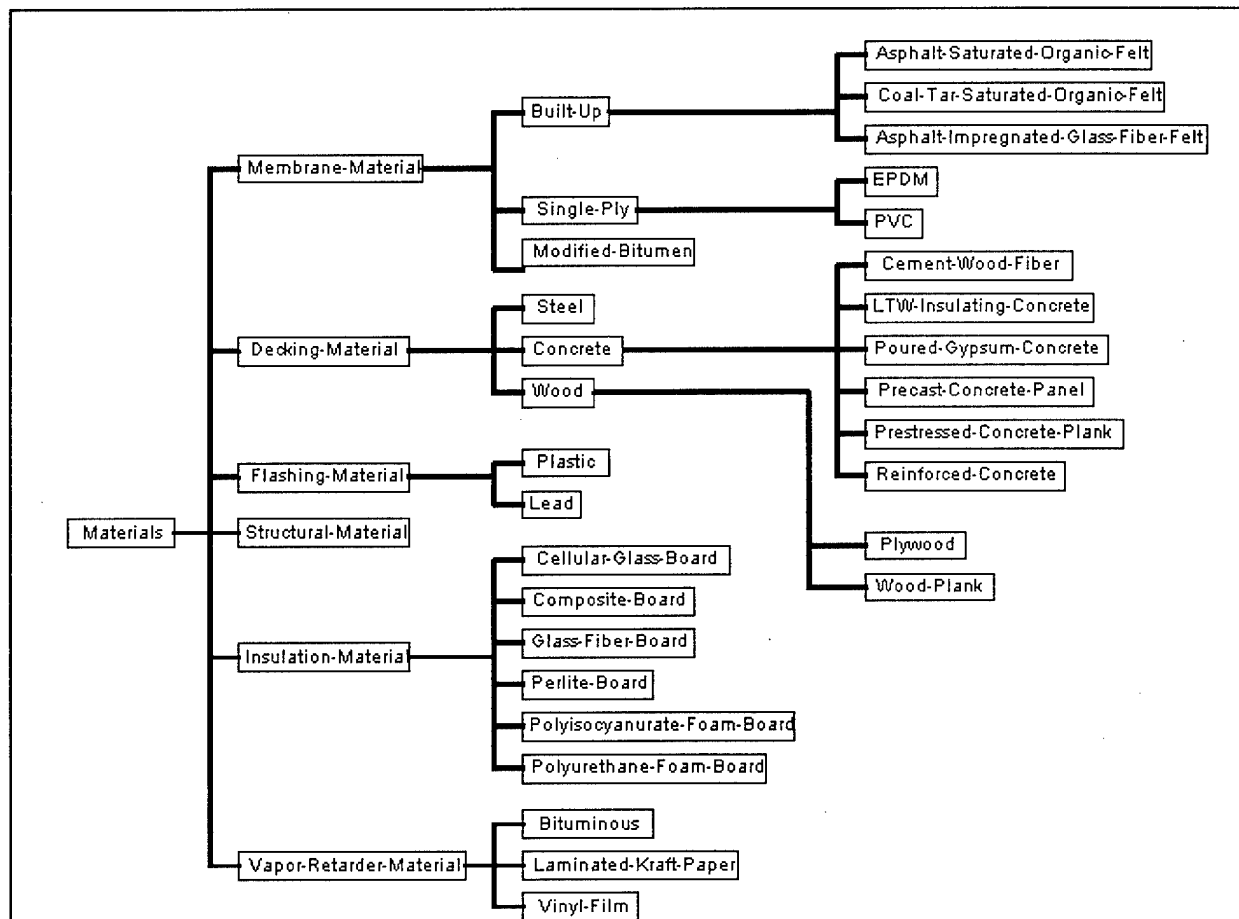 Materials
Membrane-Material
Built-Up
Asphalt-Saturated-Organic-Felt
Coal-Tar-Saturated-Organic-Felt
Asphalt-Impregnated-Glass-Fiber-Felt
Single-Ply
EPDM
PVC
Modified-Bitumen
Decking-Material
Steel
Concrete
Cement-Wood-Fiber
LTW-Insulating-Concrete
Poured-Gypsum-Concrete
Precast-Concrete-Panel
Prestressed-Concrete-Plank
Reinforced-Concrete
Wood
Plywood
Wood-Plank
Flashing-Material
Plastic
Lead
Structural-Material
Insulation-Material
Cellular-Glass-Board
Composite-Board
Glass-Fiber-Board
Perlite-Board
Polyisocyanurate-Foam-Board
Polyurethane-Foam-Board
Vapor-Retarder-Material
Bituminous
Laminated-Kraft-Paper
Vinyl-Film